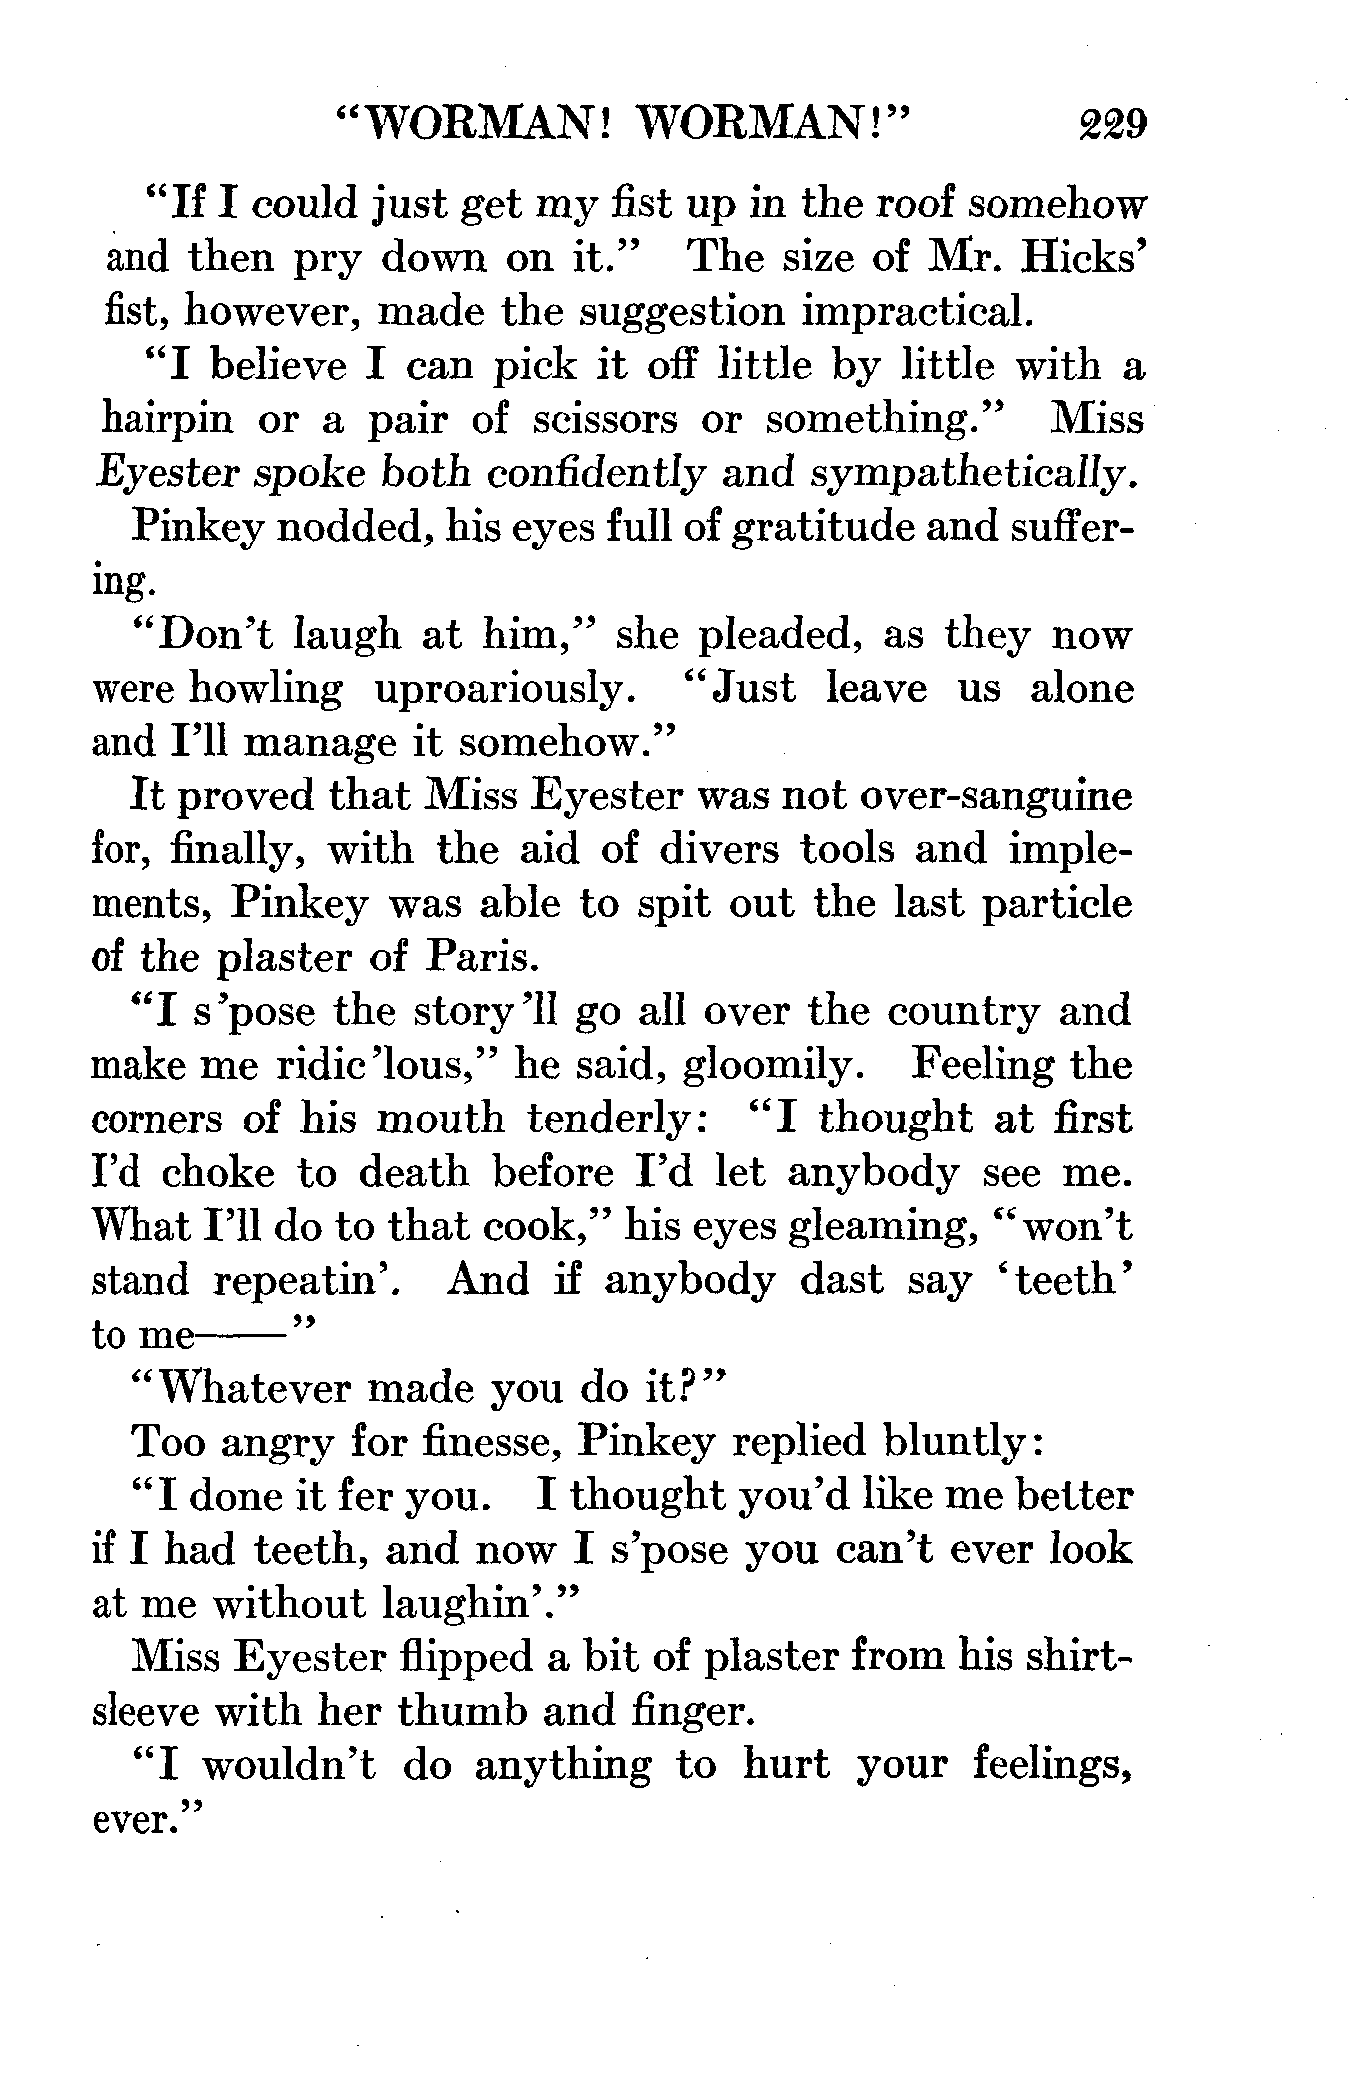 "WORMAN! WORMAN!" 229
"If I could just get my fist up in the roof somehow
and then pry down on it." The size of Mr. Hicks'
fist, however, made the suggestion impractical.
"I believe I can pick it off little by little with a
hairpin or a pair of scissors or something." Miss
Eyester spoke both confidently and sympathetically.
Pinkey nodded, his eyes full of gratitude and suffer-
ing.
"Don't laugh at him," she pleaded, as they now
were howling uproariously. "Just leave us alone
and I'll manage it somehow."
It proved that Miss Eyester was not over-sanguine
for, finally, with the aid of divers tools and imple-
ments, Pinkey was able to spit out the last particle
of the plaster of Paris.
"I s'pose the story'll go all over the country and
make me ridic'lous," he said, gloomily. Feeling the
corners of his mouth tenderly: "I thought at first
I'd choke to death before I'd let anybody see me.
What I'll do to that cook," his eyes gleaming, "won't
stand repeatin'. And if anybody dast say 'teeth'
to me——"
"Whatever made you do it?"
Too angry for finesse, Pinkey replied bluntly:
"I done it fer you. I thought you'd like me better
if I had teeth, and now I s'pose you can't ever look
at me without laughin'."
Miss Eyester flipped a bit of plaster from his shirt-
sleeve with her thumb and finger.
"I wouldn't do anything to hurt your feelings,
ever."